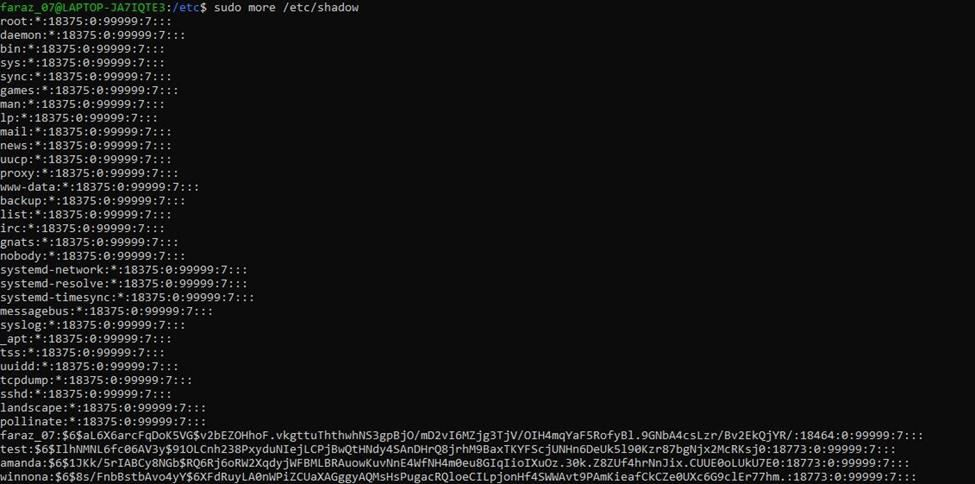 faraz_07@LAPTOP-JA7IQTE3:/etc$ sudo more /etc/shadow
root:*:18375:0:99999:7:::
daemon:*:18375:0:99999:7:::
bin:*:18375:0:99999:7:::
sys:*:18375:0:99999:7:::
sync:*:18375:0:99999:7:::
games:*:18375:0:99999:7:::
man:*:18375:0:99999:7:::
lp:*:18375:0:99999:7:::
mail:*:18375:0:99999:7:::
news:*:18375:0:99999:7:::
uucp:*:18375:0:99999:7:::
proxy:*:18375:0:99999:7:::
www-data:*:18375:0:99999:7:::
backup:*:18375:0:99999:7:::
list:*:18375:0:99999:7:::
irc:*:18375:0:99999:7:::
gnats:*:18375:0:99999:7:::
nobody:*:18375:0:99999:7:::
systemd-network:*:18375:0:99999:7:::
systemd-resolve:*:18375:0:99999:7:::
systemd-timesync:*:18375:0:99999:7:::
messagebus:*:18375:0:99999:7:::
syslog:*:18375:0:99999:7:::
_apt:*:18375:0:99999:7:::
tss:*:18375:0:99999:7:::
uuidd:*:18375:0:99999:7:::
tcpdump:*:18375:0:99999:7:::
sshd:*:18375:0:99999:7:::
landscape:*:18375:0:99999:7:::
pollinate:*:18375:0:99999:7:::
faraz_07:$6$aL6X6arcFqDoK5VG$v2bEZOHhoF.vkgttuThthwhNS3gpBjO/mD2vI6MZjg3TjV/OIH4mqYaF5RofyBl.9GNbA4csLzr/Bv2EkQjYR/:18464:0:99999:7:::
test:$6$IlhNMNL6fc06AV3y$91OLCnh238PxyduNIejLCPjBwQtHNdy4SAnDHrQ8jrhM9BaxTKYFScjUNHn6DeUkSl90Kzr87bgNjx2McRKsj0:18773:0:99999:7:::
amanda:$6$1JKk/5rIABCy8NGb$RQ6Rj6oRW2XqdyjWFBMLBRAuowKuvNnE4WfNH4m0eu8GIqIioIXuOz.30k.Z8ZUf4hrNnJix.CUUE0oLUkU7E0:18773:0:99999:7:::
winnona:$6$8s/FnbBstbAvo4yY$6XFdRuyLA0nWPiZCUaXAGggyAQMsHsPugacRQloeCILpjonHf4SWWAvt9PAmKieafCkCZe0UXc6G9clEr77hm.:18773:0:99999:7:::